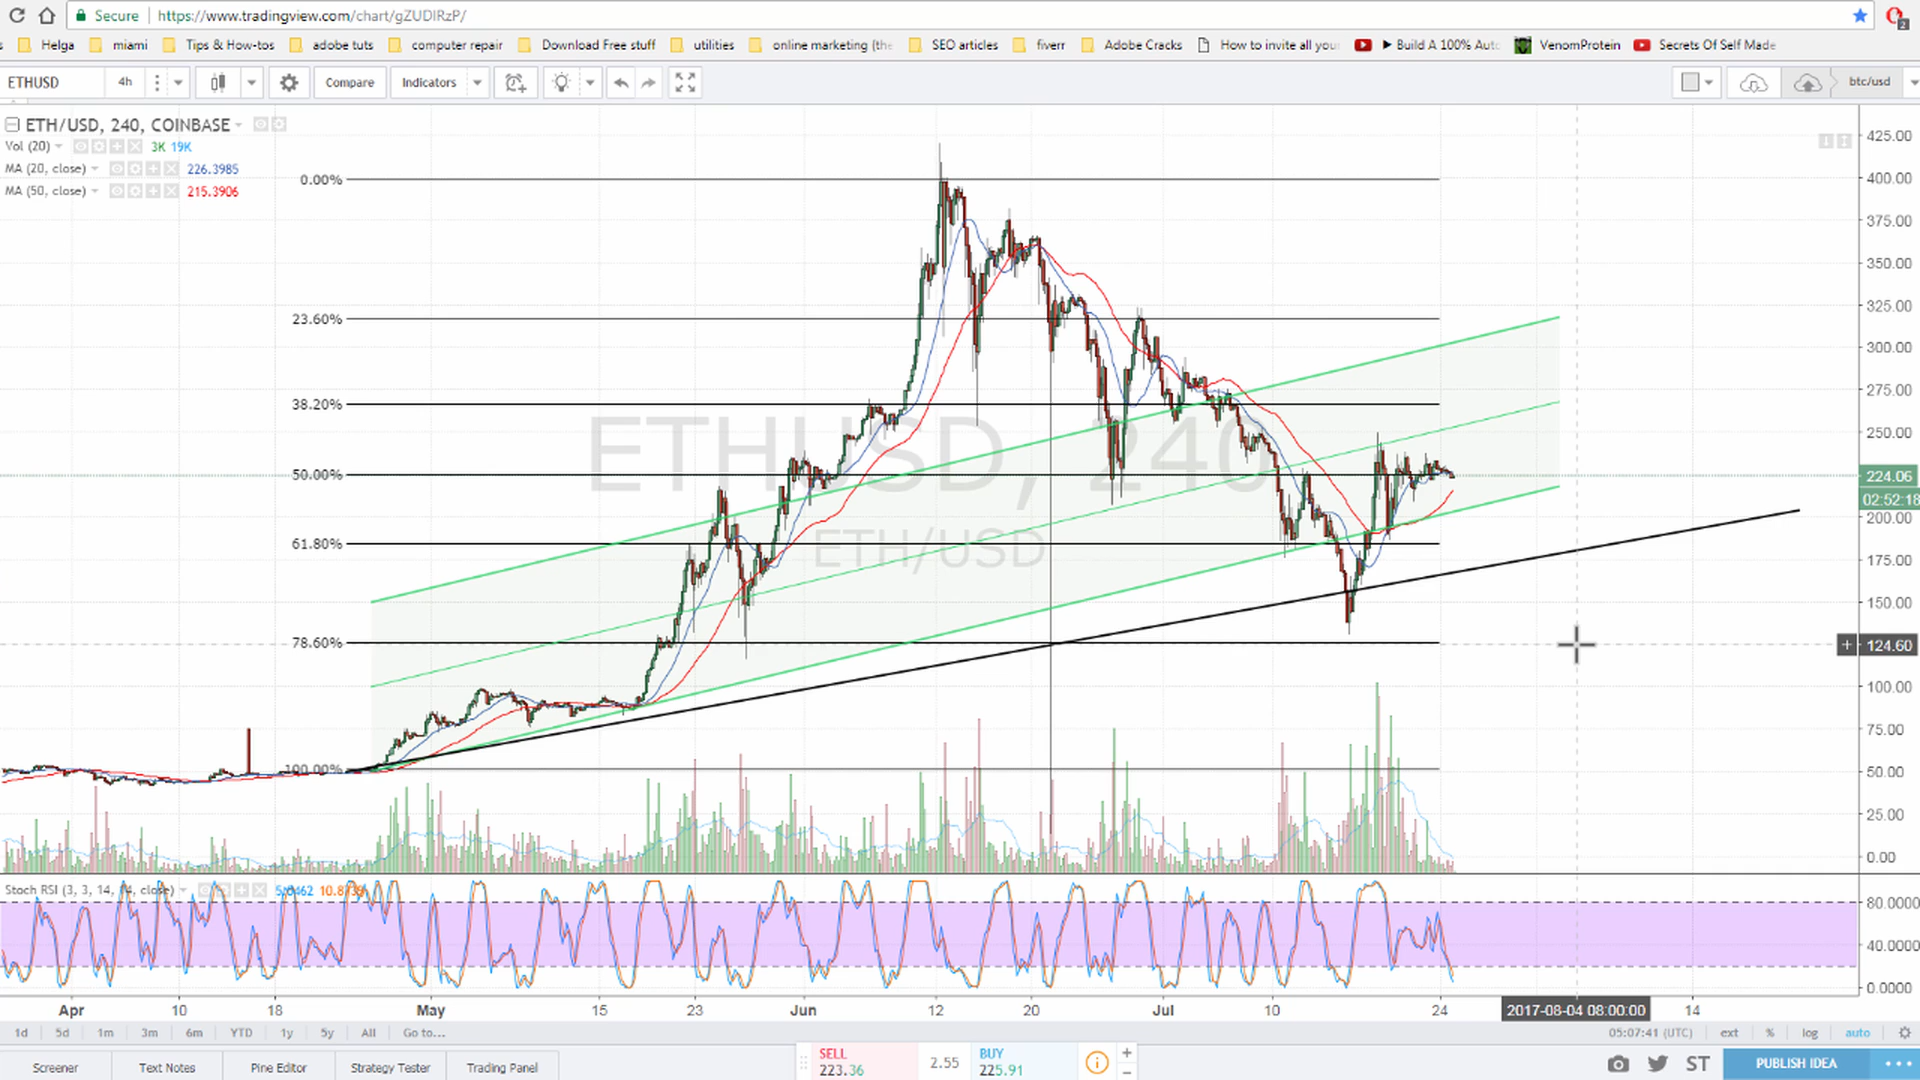 Secure https://www.tradingview.com/chart/gZUDIRzP/
s Helga miami Tips & How-tos adobe tuts computer repair Download Free stuff utilities online marketing (the SEO articles fiverr Adobe Cracks How to invite all you ► Build A 100% Auto VenomProtein Secrets Of Self Made
ETHUSD 4h Compare Indicators btc/usd
ETH/USD, 240, COINBASE
Vol (20) 3K 19K
MA (20, close) 226.3985
MA (50, close) 215.3906
0.00%
23.60%
38.20%
50.00%
61.80%
78.60%
100.00%
ETHUSD, 240
ETH/USD
425.00
400.00
375.00
350.00
325.00
300.00
275.00
250.00
224.06
02:52:18
200.00
175.00
150.00
+ 124.60
100.00
75.00
50.00
25.00
0.00
Stoch RSI (3, 3, 14, 14, close)
80.0000
40.0000
0.0000
Apr 10 18 May 15 23 Jun 12 20 Jul 10 24 2017-08-04 08:00:00 14
1d 5d 1m 3m 6m YTD 1y 5y All Go to... 05:07:41 (UTC) ext % log auto
Screener Text Notes Pine Editor Strategy Tester Trading Panel
SELL
223.36
2.55
BUY
225.91
ST PUBLISH IDEA